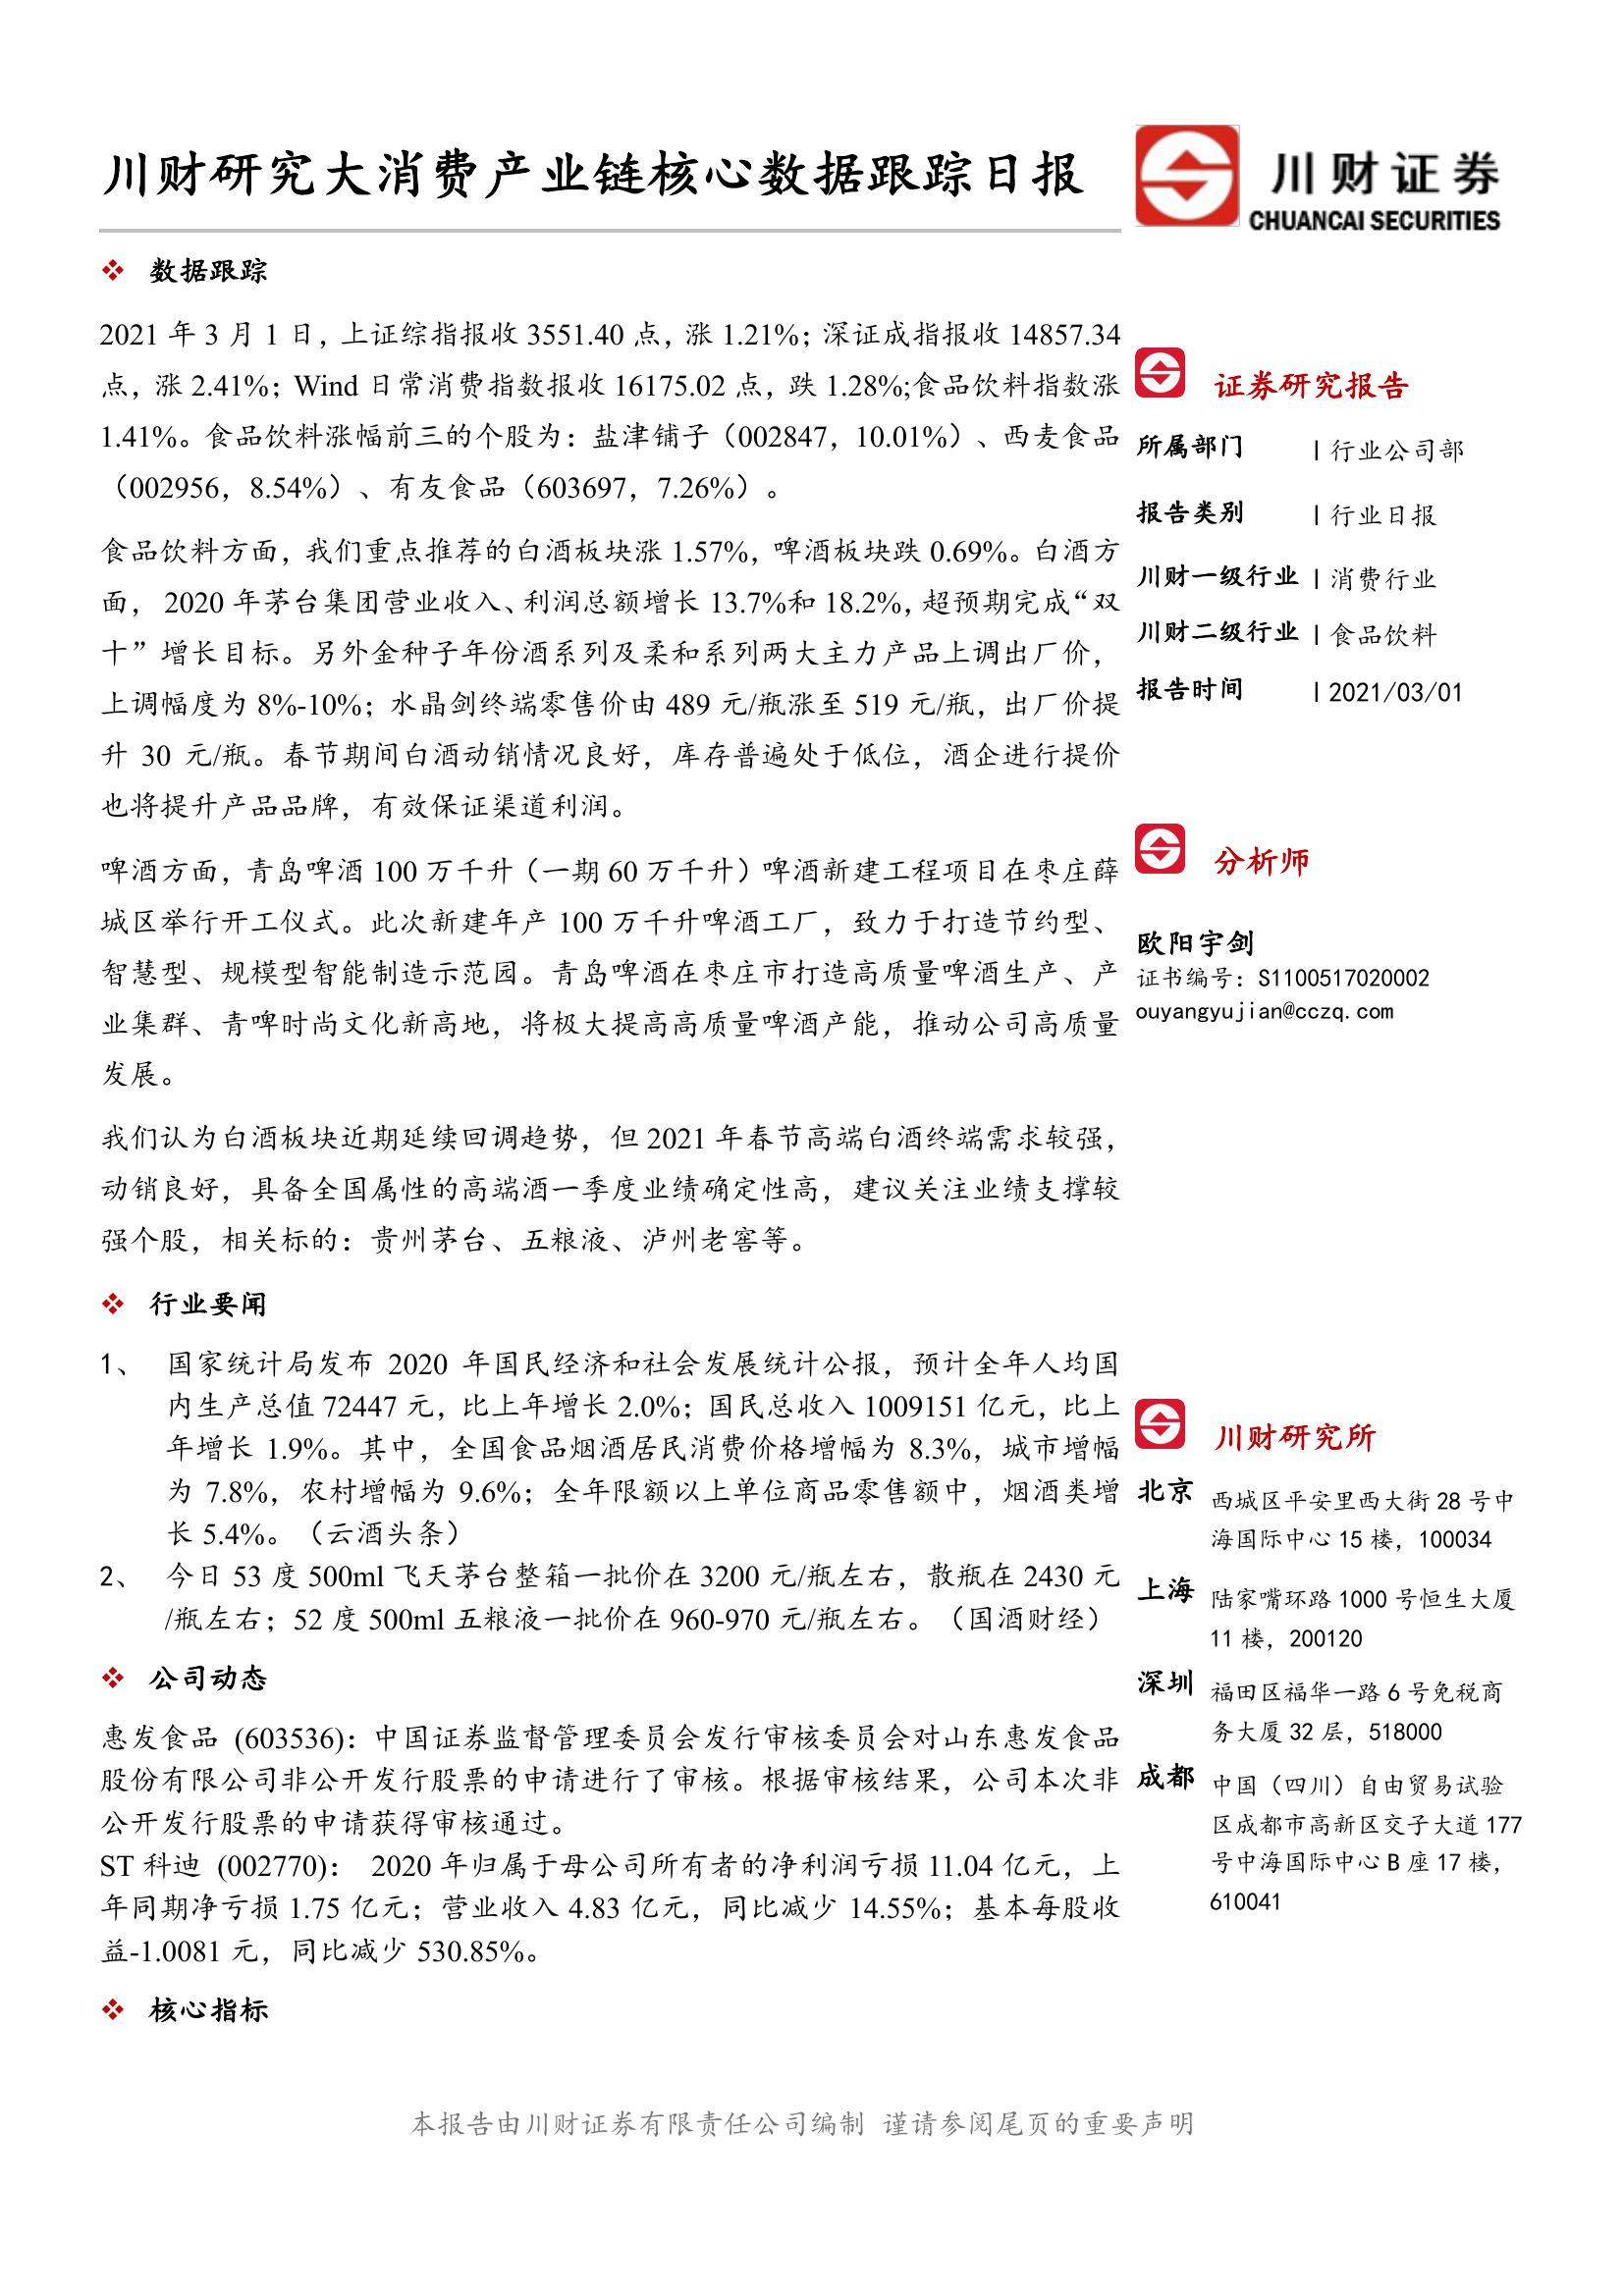 川财研究大消费产业链核心数据跟踪日报
川财证券
CHUANCAI SECURITIES
❖ 数据跟踪
2021 年 3 月 1 日，上证综指报收 3551.40 点，涨 1.21%；深证成指报收 14857.34
点，涨 2.41%；Wind 日常消费指数报收 16175.02 点，跌 1.28%;食品饮料指数涨
1.41%。食品饮料涨幅前三的个股为：盐津铺子（002847，10.01%）、西麦食品
（002956，8.54%）、有友食品（603697，7.26%）。
食品饮料方面，我们重点推荐的白酒板块涨 1.57%，啤酒板块跌 0.69%。白酒方
面， 2020 年茅台集团营业收入、利润总额增长 13.7%和 18.2%，超预期完成“双
十”增长目标。另外金种子年份酒系列及柔和系列两大主力产品上调出厂价，
上调幅度为 8%-10%；水晶剑终端零售价由 489 元/瓶涨至 519 元/瓶，出厂价提
升 30 元/瓶。春节期间白酒动销情况良好，库存普遍处于低位，酒企进行提价
也将提升产品品牌，有效保证渠道利润。
啤酒方面，青岛啤酒 100 万千升（一期 60 万千升）啤酒新建工程项目在枣庄薛
城区举行开工仪式。此次新建年产 100 万千升啤酒工厂，致力于打造节约型、
智慧型、规模型智能制造示范园。青岛啤酒在枣庄市打造高质量啤酒生产、产
业集群、青啤时尚文化新高地，将极大提高高质量啤酒产能，推动公司高质量
发展。
我们认为白酒板块近期延续回调趋势，但 2021 年春节高端白酒终端需求较强，
动销良好，具备全国属性的高端酒一季度业绩确定性高，建议关注业绩支撑较
强个股，相关标的：贵州茅台、五粮液、泸州老窖等。
❖ 行业要闻
1、 国家统计局发布 2020 年国民经济和社会发展统计公报，预计全年人均国
内生产总值 72447 元，比上年增长 2.0%；国民总收入 1009151 亿元，比上
年增长 1.9%。其中，全国食品烟酒居民消费价格增幅为 8.3%，城市增幅
为 7.8%，农村增幅为 9.6%；全年限额以上单位商品零售额中，烟酒类增
长 5.4%。（云酒头条）
2、 今日 53 度 500ml 飞天茅台整箱一批价在 3200 元/瓶左右，散瓶在 2430 元
/瓶左右；52 度 500ml 五粮液一批价在 960-970 元/瓶左右。（国酒财经）
❖ 公司动态
惠发食品 (603536)：中国证券监督管理委员会发行审核委员会对山东惠发食品
股份有限公司非公开发行股票的申请进行了审核。根据审核结果，公司本次非
公开发行股票的申请获得审核通过。
ST 科迪 (002770)： 2020 年归属于母公司所有者的净利润亏损 11.04 亿元，上
年同期净亏损 1.75 亿元；营业收入 4.83 亿元，同比减少 14.55%；基本每股收
益-1.0081 元，同比减少 530.85%。
❖ 核心指标
证券研究报告
所属部门 | 行业公司部
报告类别 | 行业日报
川财一级行业 | 消费行业
川财二级行业 | 食品饮料
报告时间 | 2021/03/01
分析师
欧阳宇剑
证书编号：S1100517020002
ouyangyujian@cczq.com
川财研究所
北京 西城区平安里西大街 28 号中
海国际中心 15 楼，100034
上海 陆家嘴环路 1000 号恒生大厦
11 楼，200120
深圳 福田区福华一路 6 号免税商
务大厦 32 层，518000
成都 中国（四川）自由贸易试验
区成都市高新区交子大道 177
号中海国际中心 B 座 17 楼，
610041
本报告由川财证券有限责任公司编制 谨请参阅尾页的重要声明